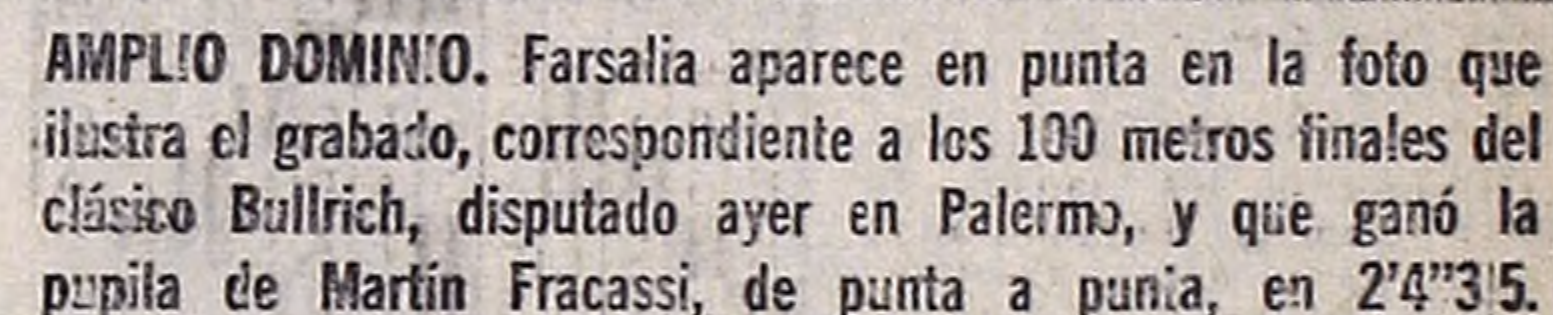 AMPLIO DOMINIO. Farsalia aparece en punta en la foto que
ilustra el grabado, correspondiente a los 100 metros finales del
clásico Bullrich, disputado ayer en Palermo, y que ganó la
pupila de Martín Fracassi, de punta a punta, en 2'4"3|5.